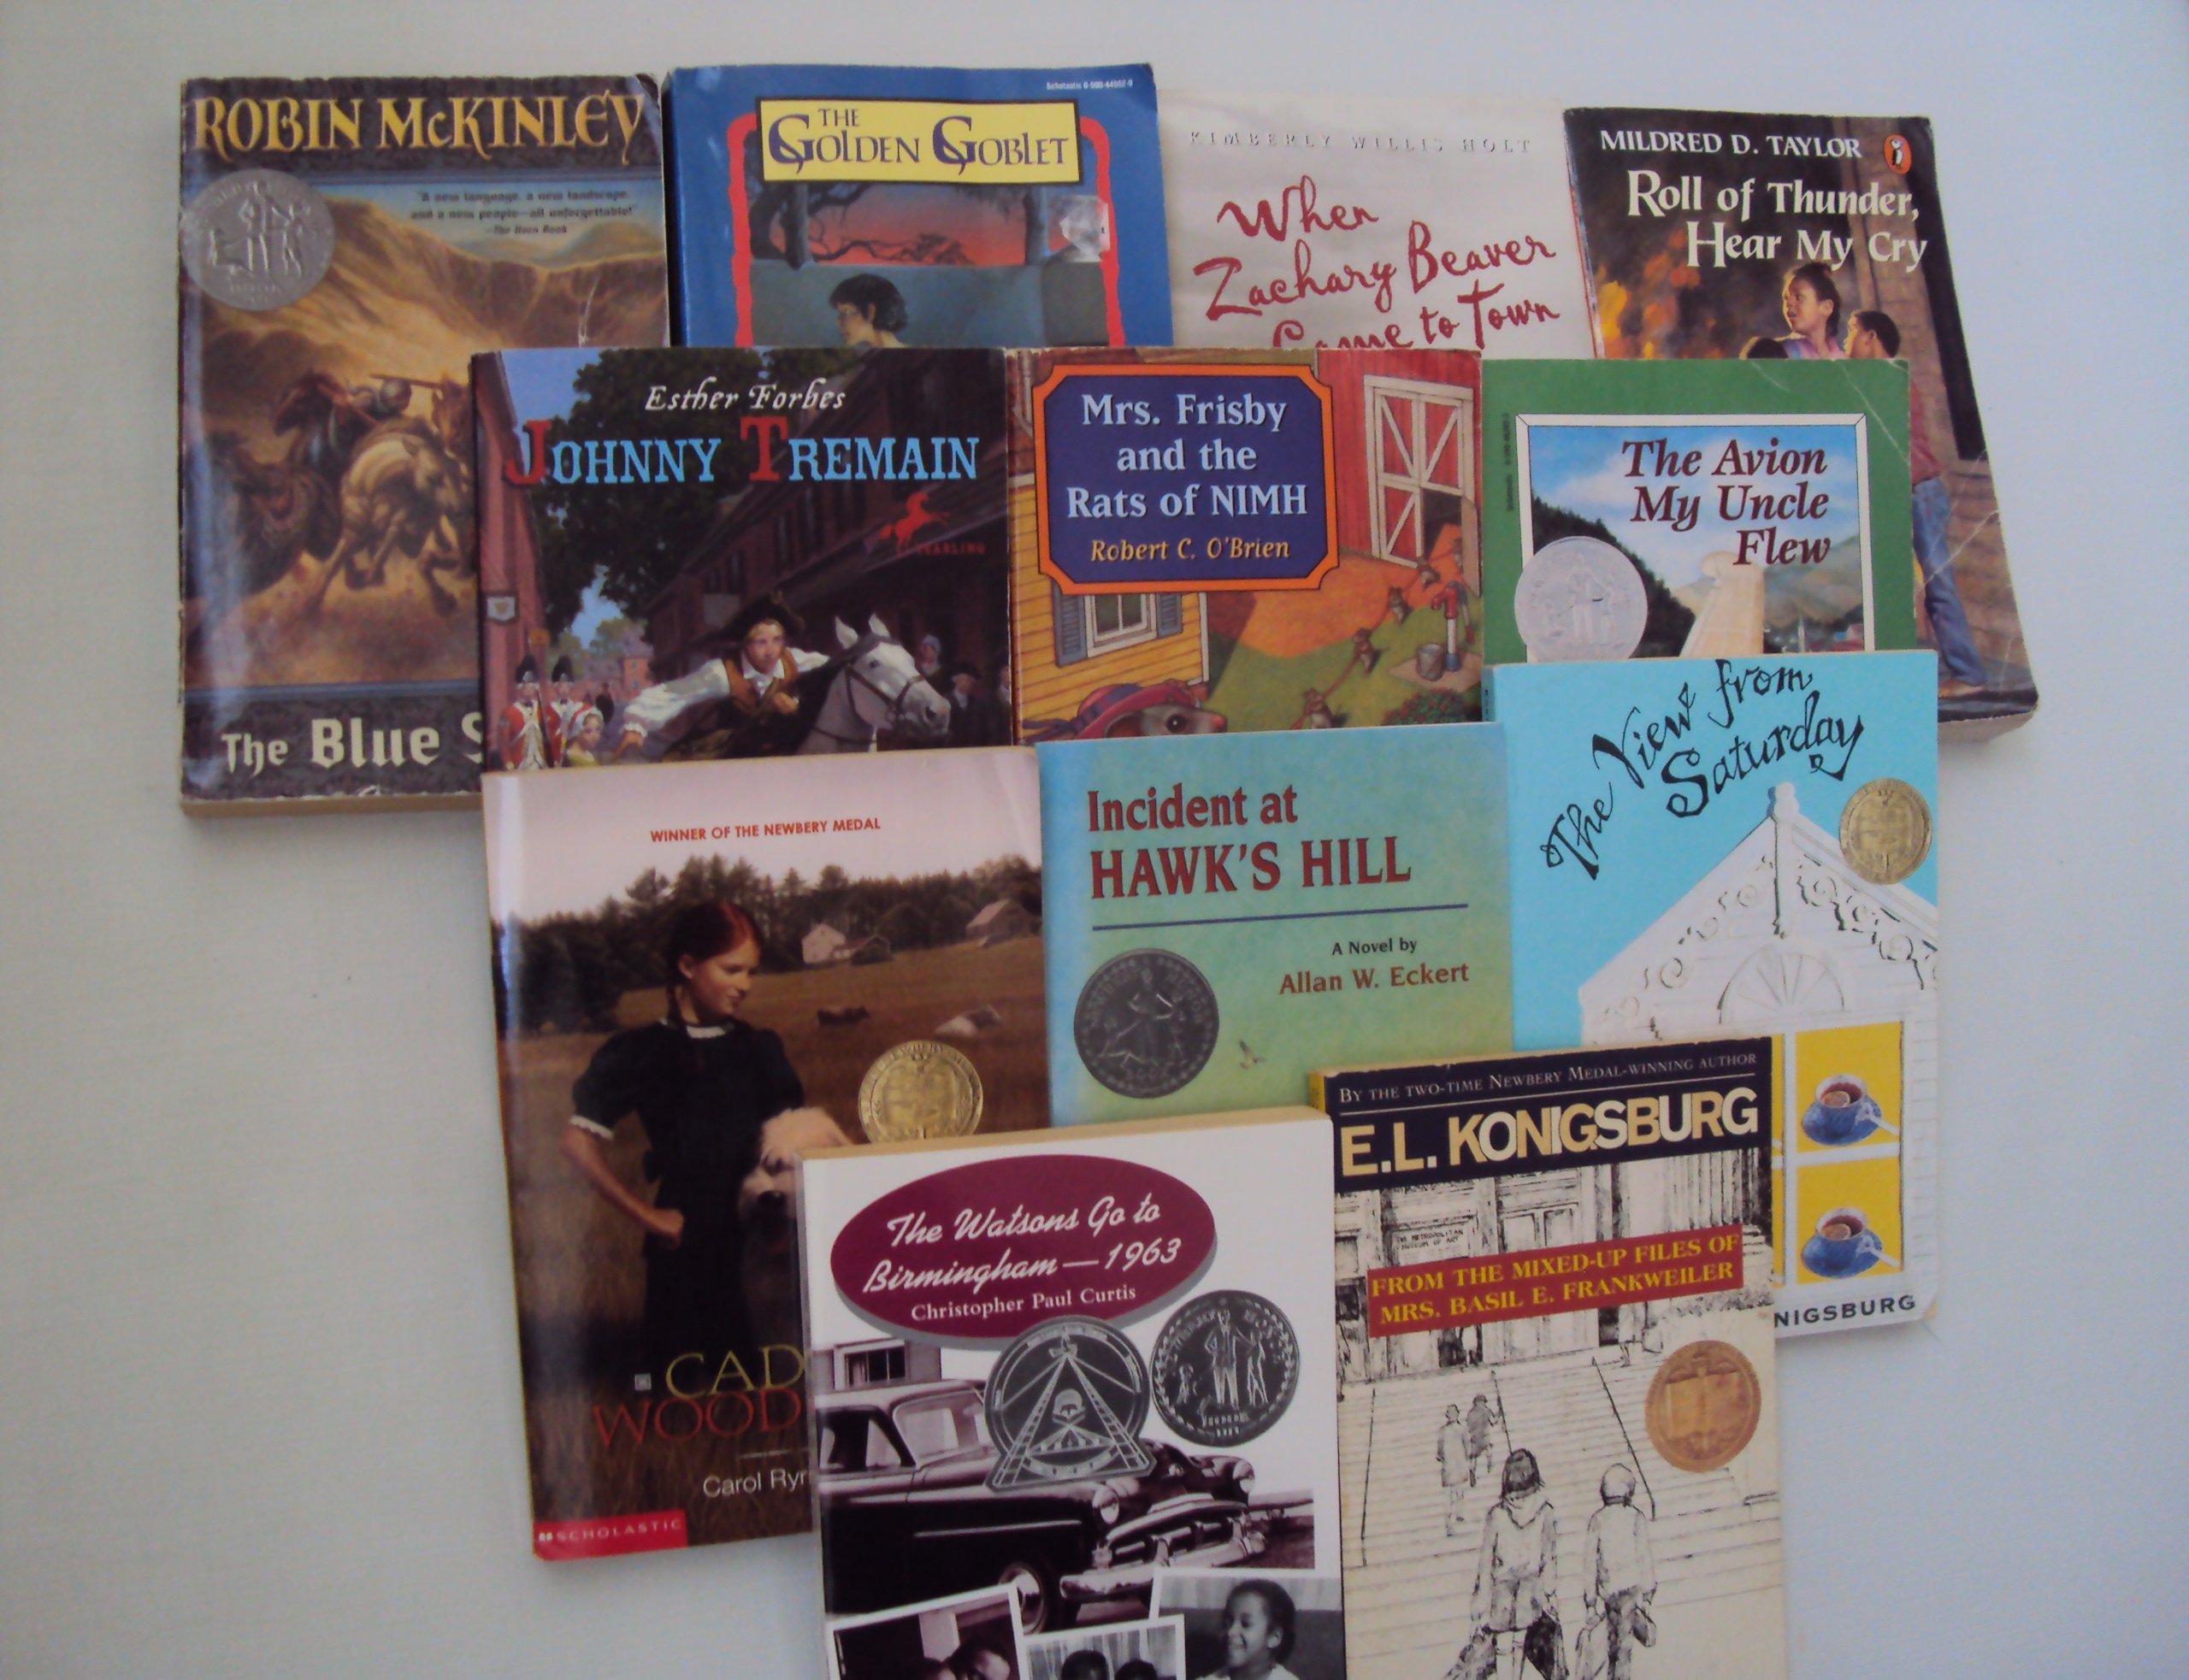 ROBIN McKINLEY
"A new language, a new landscape,
and a new people—all unforgettable!"
—The Horn Book
The Blue S
THE
GOLDEN GOBLET
KIMBERLY WILLIS HOLT
When
Zachary Beaver
Came to Town
MILDRED D. TAYLOR
Roll of Thunder,
Hear My Cry
Esther Forbes
JOHNNY TREMAIN
YEARLING
Mrs. Frisby
and the
Rats of NIMH
Robert C. O'Brien
The Avion
My Uncle
Flew
WINNER OF THE NEWBERY MEDAL
CAD
WOOD
Carol Ryr
SCHOLASTIC
Incident at
HAWK'S HILL
A Novel by
Allan W. Eckert
The View from
Saturday
NIGSBURG
The Watsons Go to
Birmingham—1963
Christopher Paul Curtis
BY THE TWO-TIME NEWBERY MEDAL-WINNING AUTHOR
E.L. KONIGSBURG
THE METROPOLITAN
MUSEUM OF ART
FROM THE MIXED-UP FILES OF
MRS. BASIL E. FRANKWEILER